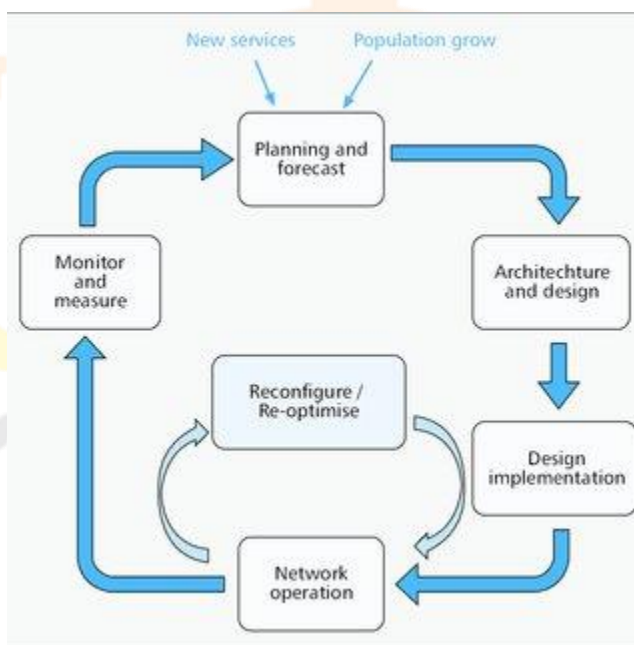 New services
Population grow
Planning and
forecast
Monitor
and
measure
Architechture
and design
Reconfigure /
Re-optimise
Design
implementation
Network
operation